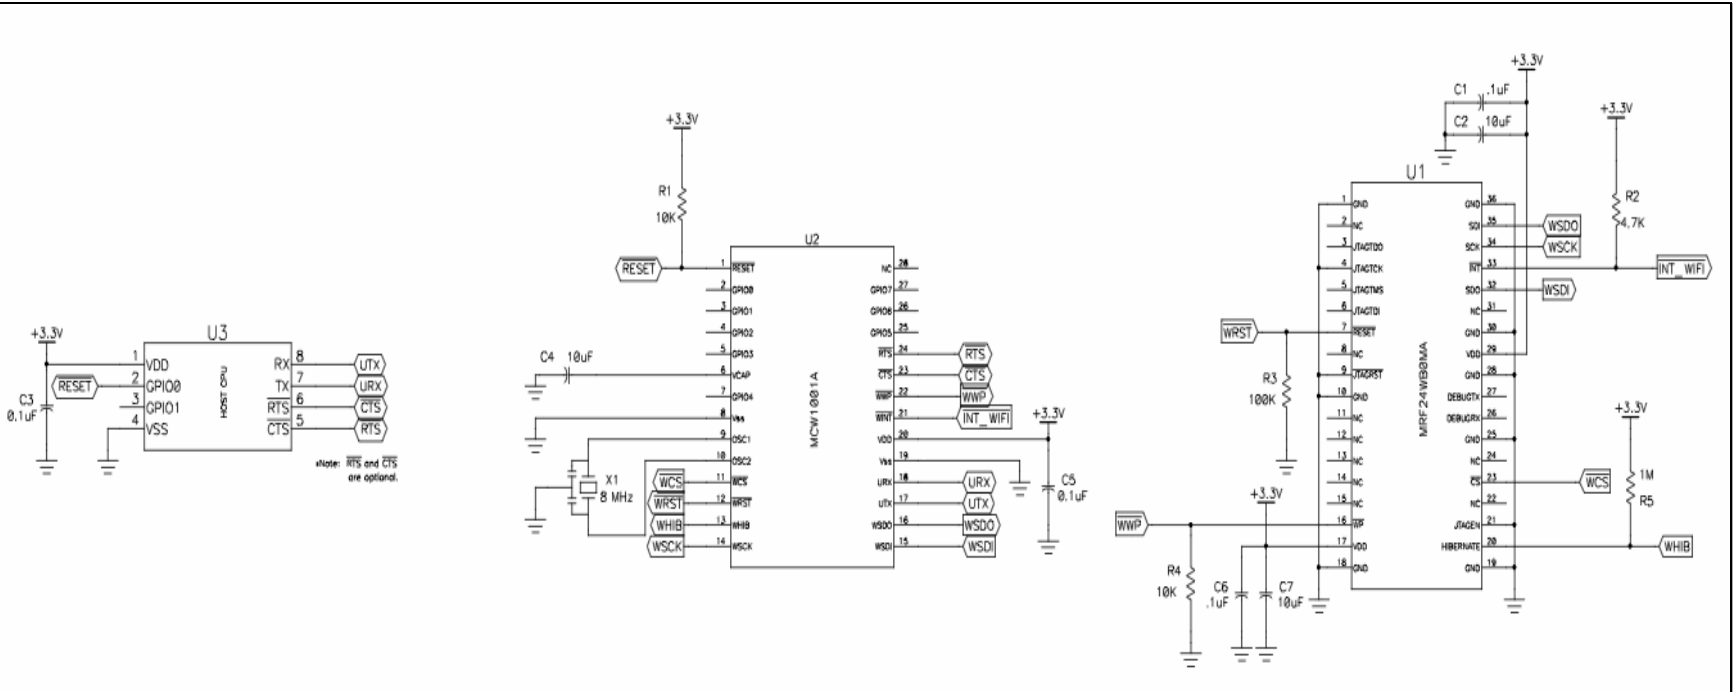 +3.3V
U3
1 VDD
2 GPIO0
3 GPIO1
4 VSS
HOST CPU
RX 8
TX 7
RTS 6
CTS 5
RESET
C3
0.1uF
UTX
URX
CTS
RTS
*Note: RTS and CTS
are optional.
+3.3V
R1
10K
RESET
U2
MCW1001A
1 RESET
2 GPIO0
3 GPIO1
4 GPIO2
5 GPIO3
6 VCAP
7 GPIO4
8 Vss
9 OSC1
10 OSC2
11 WCS
12 WRST
13 WHIB
14 WSCK
NC 28
GPIO7 27
GPIO6 26
GPIO5 25
RTS 24
CTS 23
WWP 22
WINT 21
VDD 20
Vss 19
URX 18
UTX 17
WSDO 16
WSDI 15
C4 10uF
X1
8 MHz
WCS
WRST
WHIB
WSCK
RTS
CTS
WWP
INT_WIFI
+3.3V
C5
0.1uF
URX
UTX
WSDO
WSDI
+3.3V
C1 .1uF
C2 10uF
U1
MRF24WB0MA
1 GND
2 NC
3 JTAGTDO
4 JTAGTCK
5 JTAGTMS
6 JTAGTDI
7 RESET
8 NC
9 JTAGRST
10 GND
11 NC
12 NC
13 NC
14 NC
15 NC
16 WP
17 VDD
18 GND
GND 36
SDI 35
SCK 34
INT 33
SDO 32
NC 31
GND 30
VDD 29
GND 28
DEBUGTX 27
DEBUGRX 26
GND 25
NC 24
CS 23
NC 22
JTAGEN 21
HIBERNATE 20
GND 19
+3.3V
R2
4.7K
WSDO
WSCK
INT_WIFI
WSDI
WRST
R3
100K
WWP
R4
10K
+3.3V
C6
.1uF
C7
10uF
WCS
+3.3V
1M
R5
WHIB